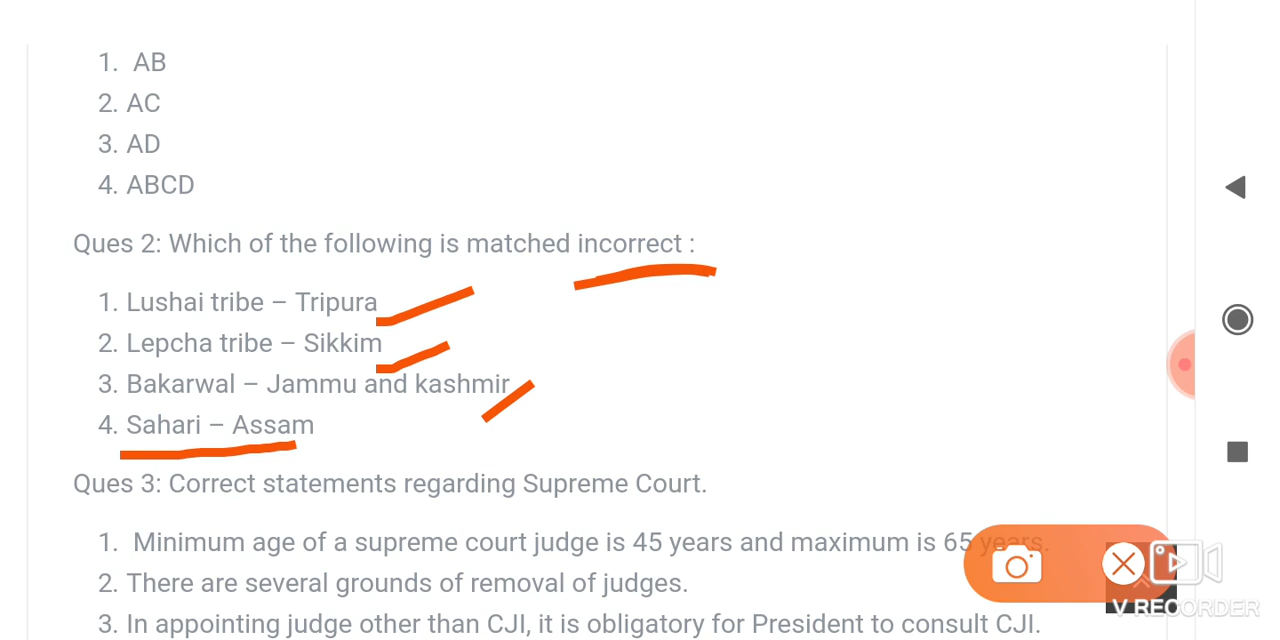 1. AB
2. AC
3. AD
4. ABCD
Ques 2: Which of the following is matched incorrect :
1. Lushai tribe – Tripura
2. Lepcha tribe – Sikkim
3. Bakarwal – Jammu and kashmir
4. Sahari – Assam
Ques 3: Correct statements regarding Supreme Court.
1. Minimum age of a supreme court judge is 45 years and maximum is 65 years.
2. There are several grounds of removal of judges.
3. In appointing judge other than CJI, it is obligatory for President to consult CJI.
V RECORDER